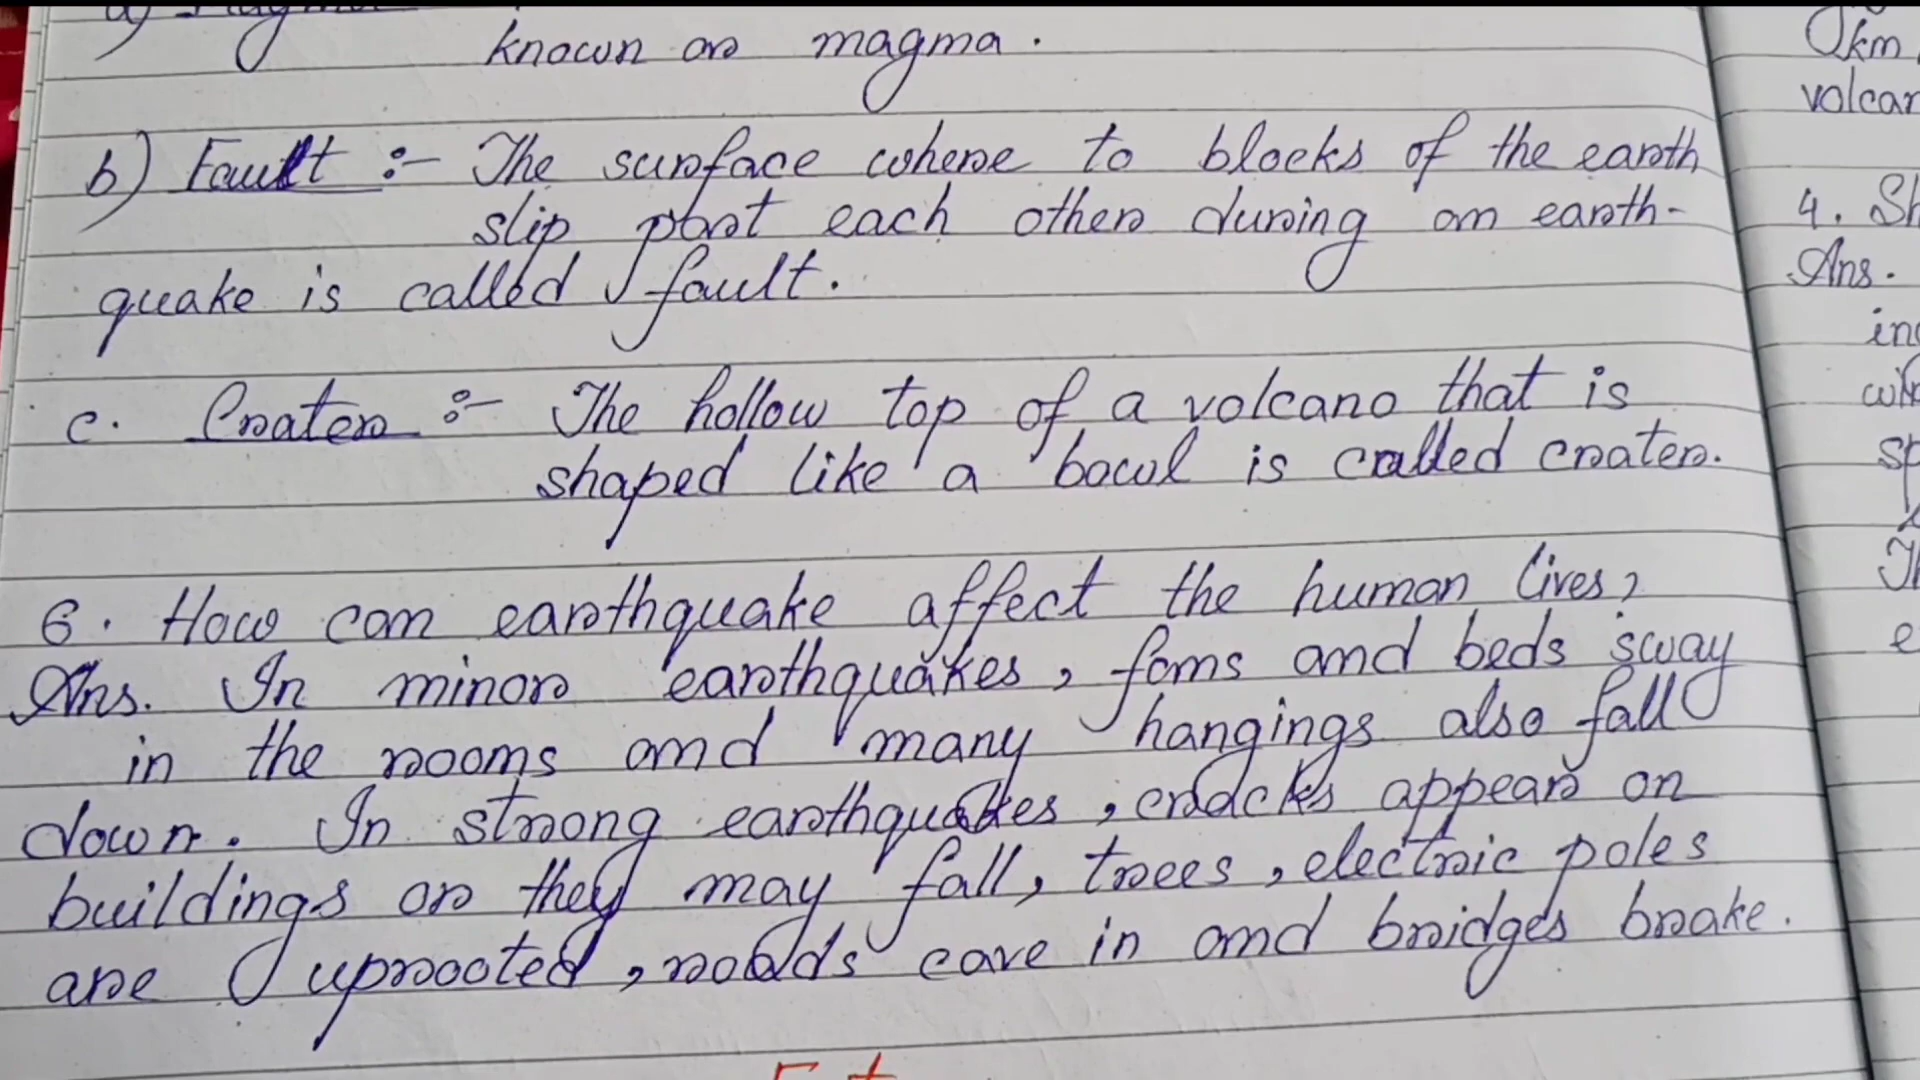 a) Magma
known as magma.
b) Fault :- The surface where to blocks of the earth
slip past each other during an earth-
quake is called fault.
c. Crater :- The hollow top of a volcano that is
shaped like a bowl is called crater.
6. How can earthquake affect the human lives?
Ans. In minor earthquakes, fans and beds sway
in the rooms and many hangings also fall
down. In strong earthquakes, cracks appear on
buildings or they may fall, trees, electric poles
are uprooted, roads cave in and bridges brake.
km
volcan
4. Sh
Ans.
inc
sp
Th
e